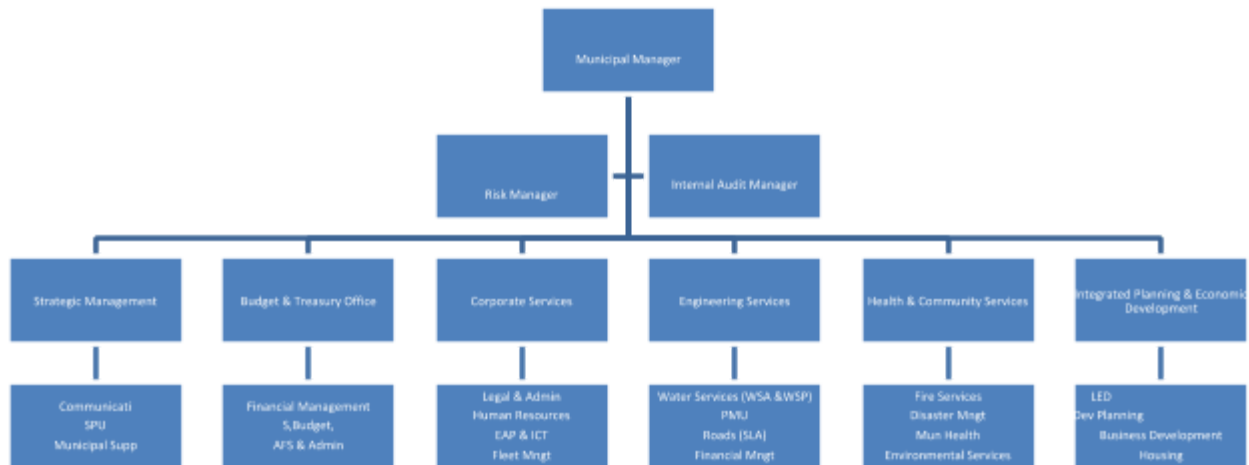 Municipal Manager
Risk Manager
Internal Audit Manager
Strategic Management
Budget & Treasury Office
Corporate Services
Engineering Services
Health & Community Services
Integrated Planning & Economic
Development
Communicati
SPU
Municipal Supp
Financial Management
S,Budget,
AFS & Admin
Legal & Admin
Human Resources
EAP & ICT
Fleet Mngt
Water Services (WSA &WSP)
PMU
Roads (SLA)
Financial Mngt
Fire Services
Disaster Mngt
Mun Health
Environmental Services
LED
Dev Planning
Business Development
Housing